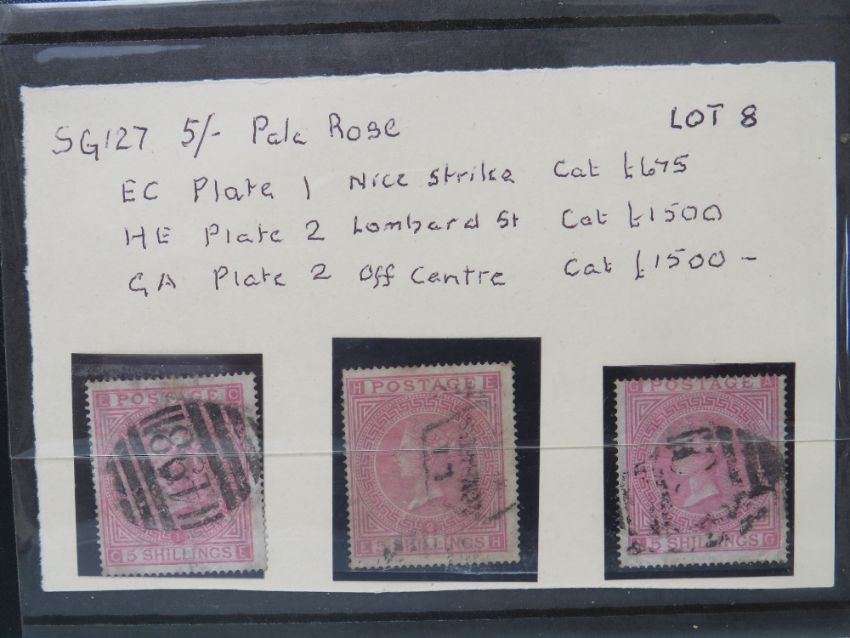 SG127 5/- Pale Rose LOT 8
EC Plate 1 Nice Strike Cat £675
HE Plate 2 Lombard St Cat £1500
GA Plate 2 Off Centre Cat £1500 -
E POSTAGE C
498
C 5 SHILLINGS E
H POSTAGE E
E SHILLINGS H
G POSTAGE A
5 G